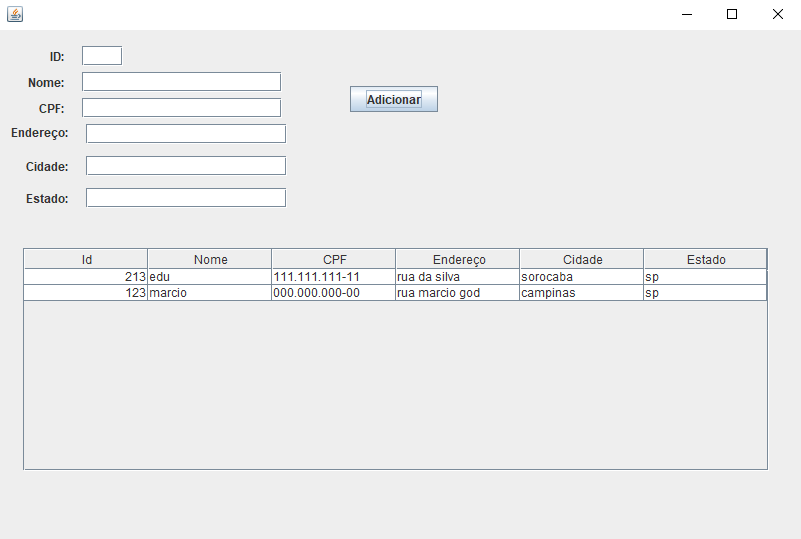 ID:
Nome:
CPF:
Adicionar
Endereço:
Cidade:
Estado:
Id Nome CPF Endereço Cidade Estado
213 edu 111.111.111-11 rua da silva sorocaba sp
123 marcio 000.000.000-00 rua marcio god campinas sp